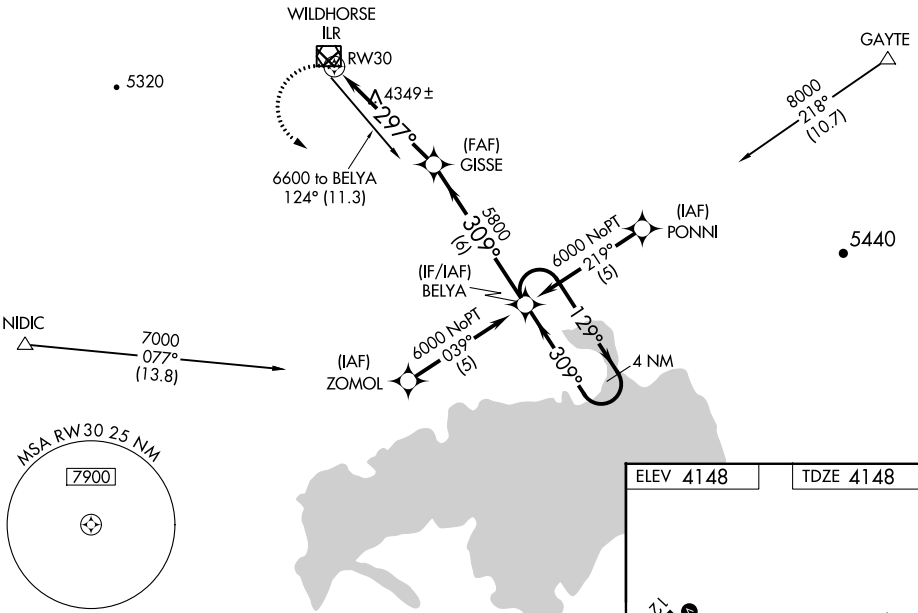 WILDHORSE
ILR
RW30
5320
4349±
GAYTE
8000
218°
(10.7)
297°
(FAF)
GISSE
6600 to BELYA
124° (11.3)
5800
309°
(6)
(IAF)
PONNI
6000 NoPT
219°
(5)
5440
(IF/IAF)
BELYA
129°
309°
4 NM
NIDIC
7000
077°
(13.8)
(IAF)
ZOMOL
6000 NoPT
039°
(5)
MSA RW30 25 NM
7900
ELEV 4148
TDZE 4148
12